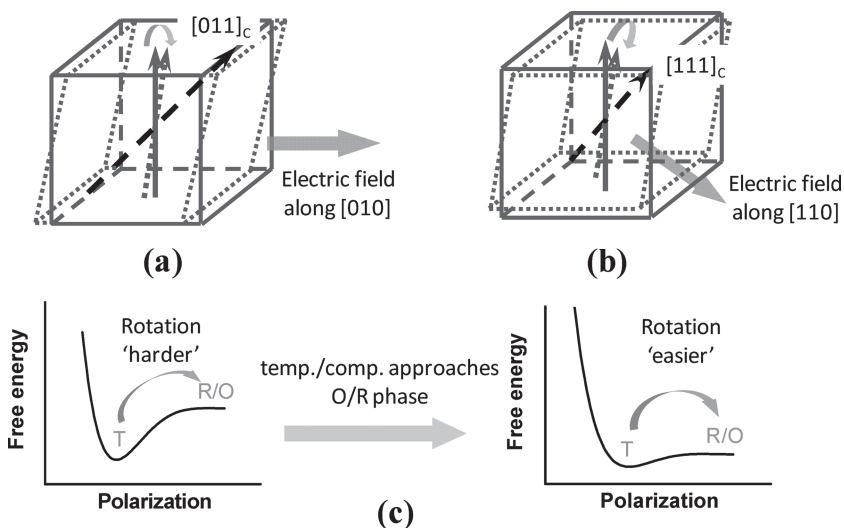 [011]C
Electric field
along [010]
(a)
[111]C
Electric field
along [110]
(b)
Free energy
Rotation
‘harder’
R/O
T
Polarization
temp./comp. approaches
O/R phase
Free energy
Rotation
‘easier’
T
R/O
Polarization
(c)